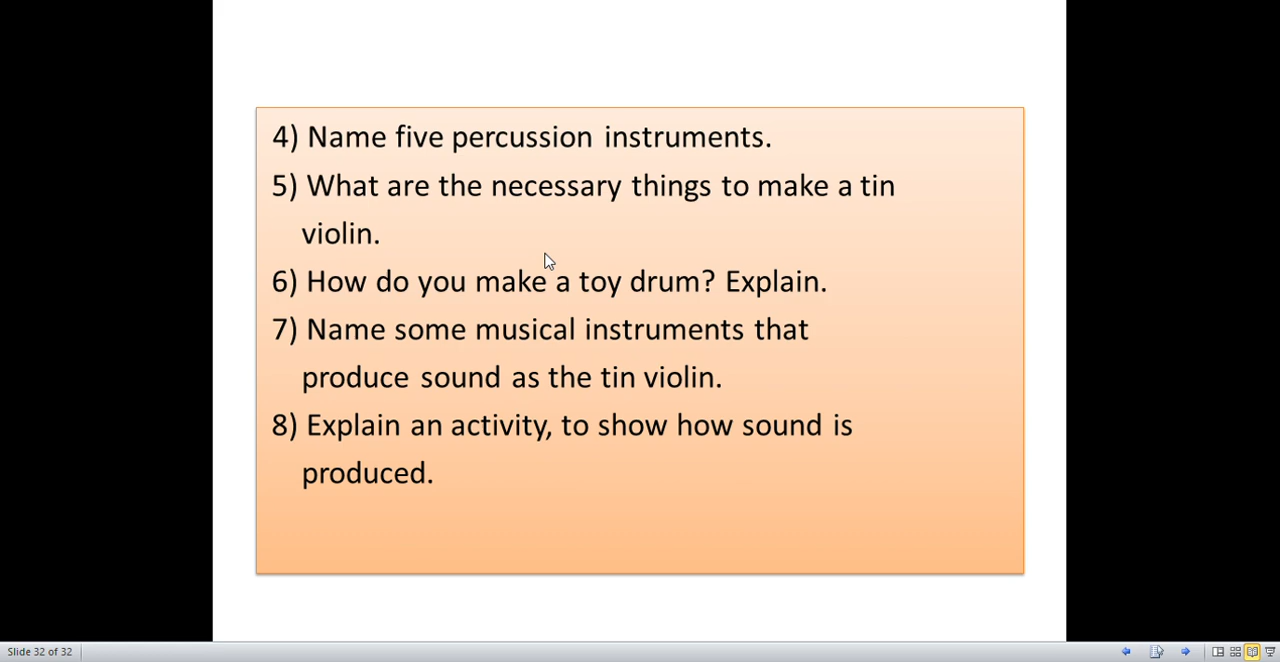 4) Name five percussion instruments.
5) What are the necessary things to make a tin
violin.
6) How do you make a toy drum? Explain.
7) Name some musical instruments that
produce sound as the tin violin.
8) Explain an activity, to show how sound is
produced.
Slide 32 of 32